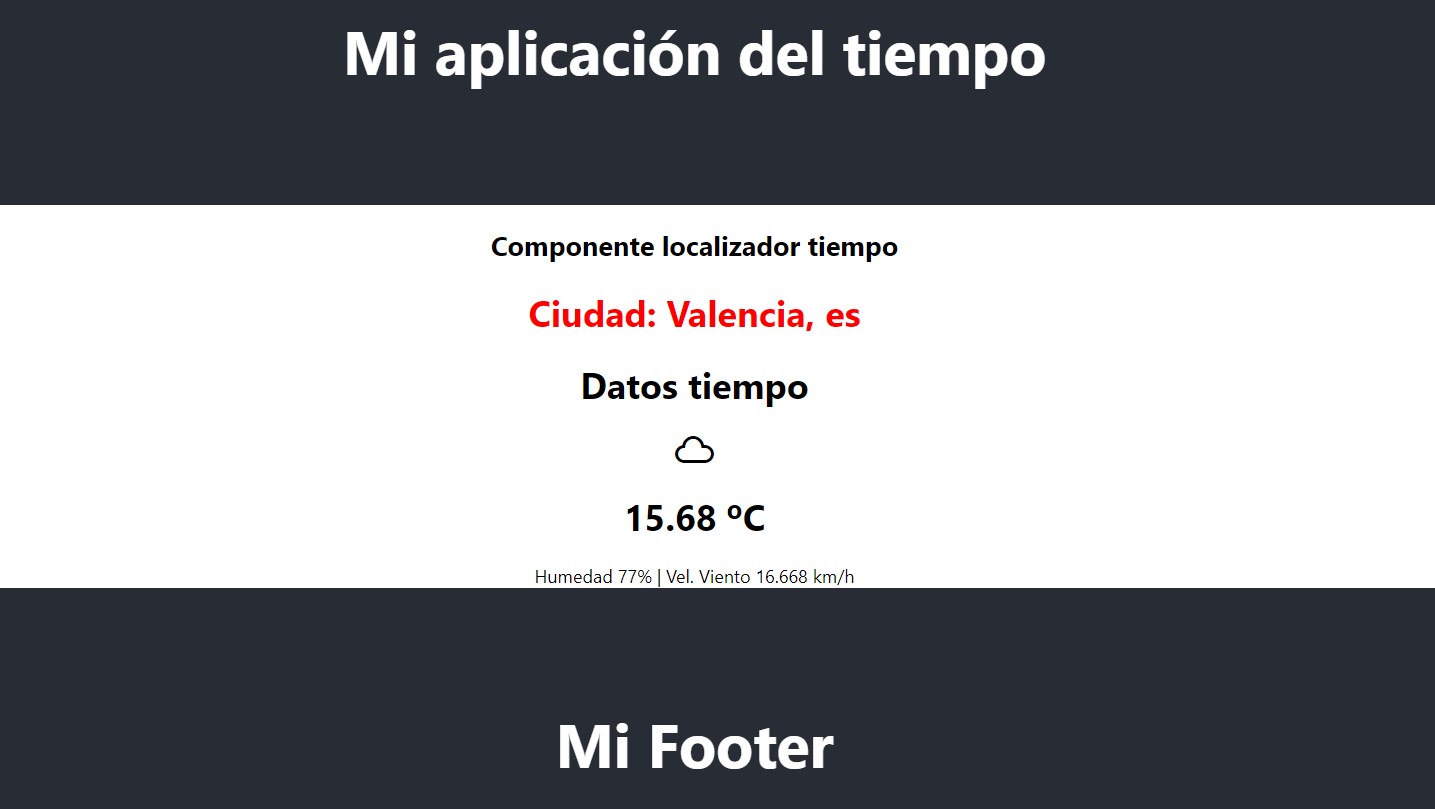 Mi aplicación del tiempo
Componente localizador tiempo
Ciudad: Valencia, es
Datos tiempo
15.68 ºC
Humedad 77% | Vel. Viento 16.668 km/h
Mi Footer